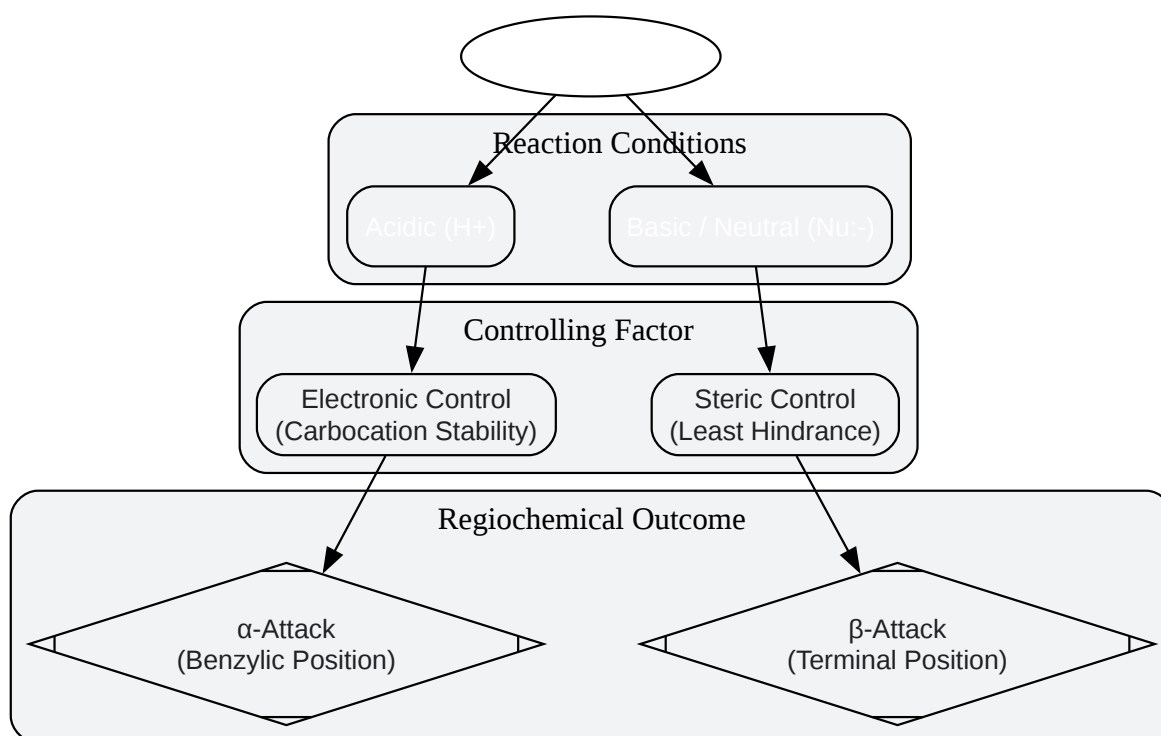 Reaction Conditions
Acidic (H+)
Basic / Neutral (Nu:-)
Controlling Factor
Electronic Control
(Carbocation Stability)
Steric Control
(Least Hindrance)
Regiochemical Outcome
α-Attack
(Benzylic Position)
β-Attack
(Terminal Position)